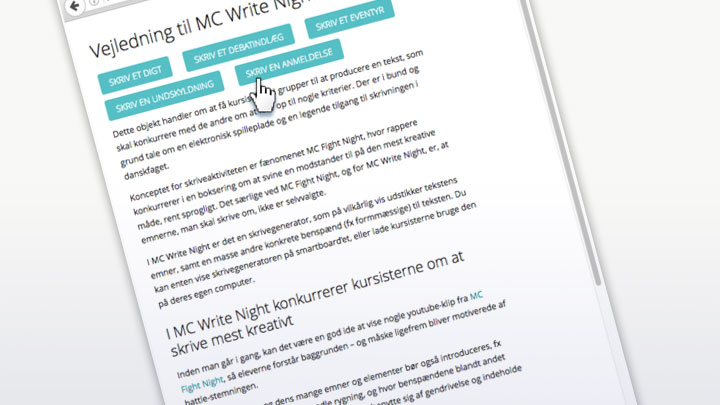 Vejledning til MC Write Nigh
SKRIV ET DIGT
SKRIV ET DEBATINDLÆG
SKRIV ET EVENTYR
SKRIV EN UNDSKYLDNING
SKRIV EN ANMELDELSE
Dette objekt handler om at få kursis grupper til at producere en tekst, som
skal konkurrere med de andre om at op til nogle kriterier. Der er i bund og
grund tale om en elektronisk spilleplade og en legende tilgang til skrivningen i
danskfaget.
Konceptet for skriveaktiviteten er fænomenet MC Fight Night, hvor rappere
konkurrerer i en boksering om at svine en modstander til på den mest kreative
måde, rent sprogligt. Det særlige ved MC Fight Night, og for MC Write Night, er, at
emnerne, man skal skrive om, ikke er selvvalgte.
I MC Write Night er det en skrivegenerator, som på vilkårlig vis udstikker tekstens
emner, samt en masse andre konkrete benspænd (fx formmæssige) til teksten. Du
kan enten vise skrivegeneratoren på smartboard'et, eller lade kursisterne bruge den
på deres egen computer.
I MC Write Night konkurrerer kursisterne om at
skrive mest kreativt
Inden man går i gang, kan det være en god ide at vise nogle youtube-klip fra MC
Fight Night, så eleverne forstår baggrunden – og måske ligefrem bliver motiverede af
battle-stemningen.
og dens mange emner og elementer bør også introduceres, fx
rygning, og hvor benspændene blandt andet
sig af gendrivelse og indeholde